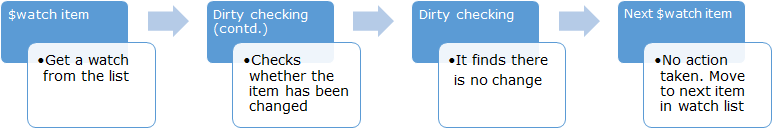 $watch item
•Get a watch
from the list
Dirty checking
(contd.)
•Checks
whether the
item has been
changed
Dirty checking
•It finds there
is no change
Next $watch item
•No action
taken. Move
to next item
in watch list